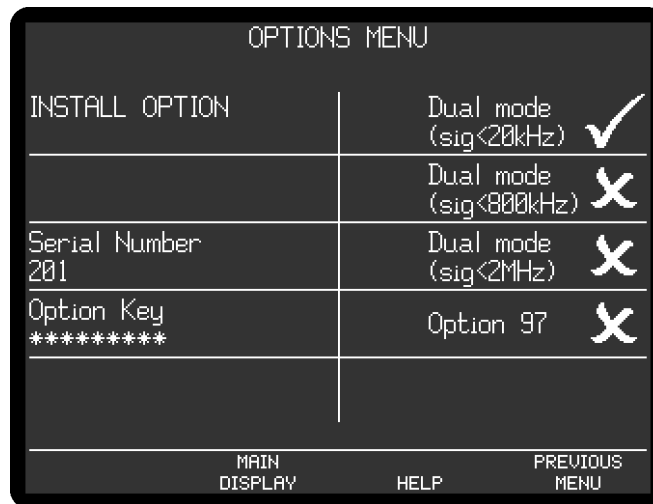 OPTIONS MENU
INSTALL OPTION
Dual mode
(sig<20kHz)
Dual mode
(sig<800kHz)
Serial Number
201
Dual mode
(sig<2MHz)
Option Key
*********
Option 97
MAIN
DISPLAY
HELP
PREVIOUS
MENU